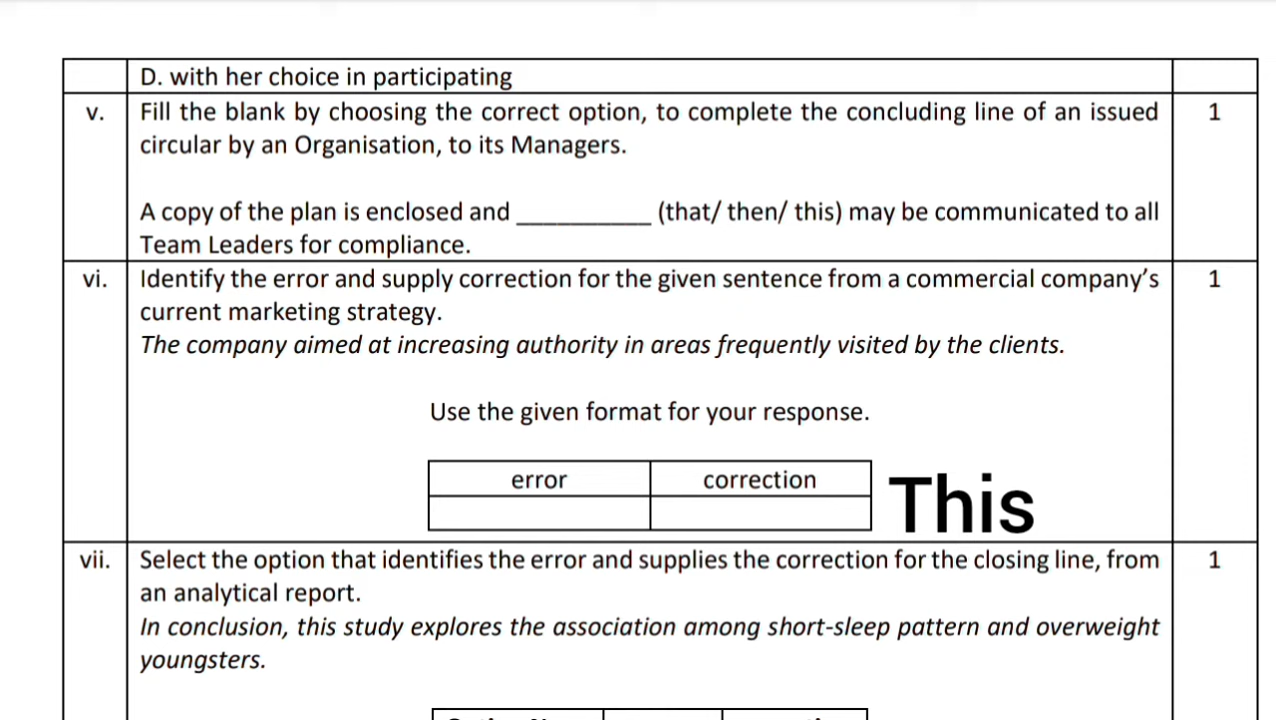 D. with her choice in participating
v. Fill the blank by choosing the correct option, to complete the concluding line of an issued 1
circular by an Organisation, to its Managers.
A copy of the plan is enclosed and __________ (that/ then/ this) may be communicated to all
Team Leaders for compliance.
vi. Identify the error and supply correction for the given sentence from a commercial company’s 1
current marketing strategy.
The company aimed at increasing authority in areas frequently visited by the clients.
Use the given format for your response.
error correction
This
vii. Select the option that identifies the error and supplies the correction for the closing line, from 1
an analytical report.
In conclusion, this study explores the association among short-sleep pattern and overweight
youngsters.